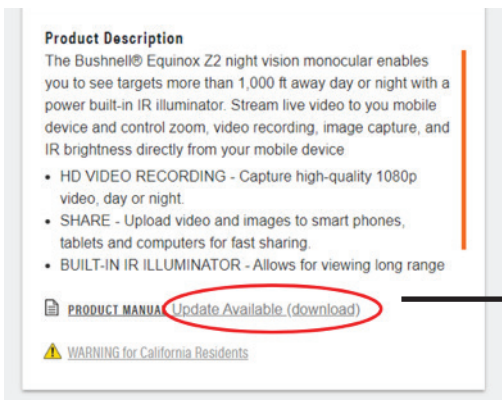 Product Description
The Bushnell® Equinox Z2 night vision monocular enables
you to see targets more than 1,000 ft away day or night with a
power built-in IR illuminator. Stream live video to you mobile
device and control zoom, video recording, image capture, and
IR brightness directly from your mobile device
• HD VIDEO RECORDING - Capture high-quality 1080p
video, day or night.
• SHARE - Upload video and images to smart phones,
tablets and computers for fast sharing.
• BUILT-IN IR ILLUMINATOR - Allows for viewing long range
PRODUCT MANUAL Update Available (download)
WARNING for California Residents